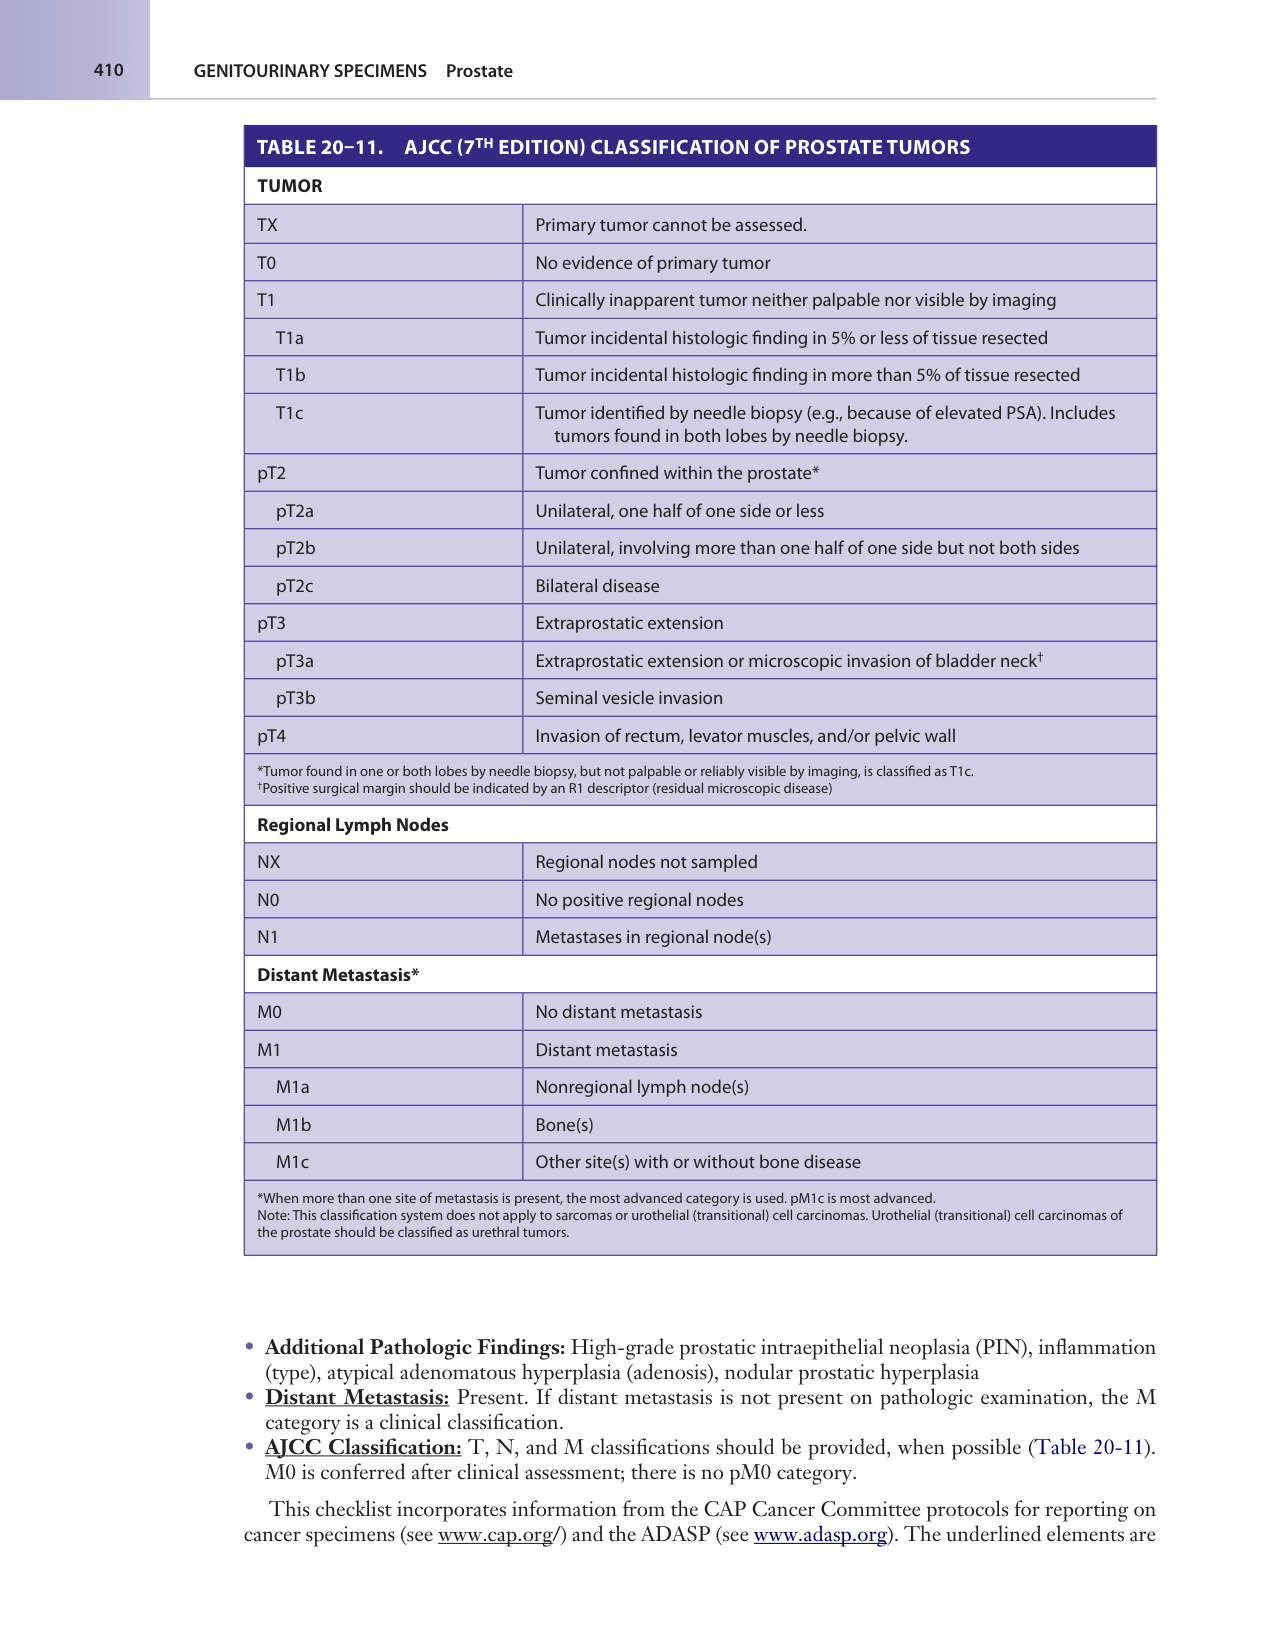 410
GENITOURINARY SPECIMENS Prostate
TABLE 20–11. AJCC (7TH EDITION) CLASSIFICATION OF PROSTATE TUMORS
TUMOR
TX Primary tumor cannot be assessed.
T0 No evidence of primary tumor
T1 Clinically inapparent tumor neither palpable nor visible by imaging
T1a Tumor incidental histologic finding in 5% or less of tissue resected
T1b Tumor incidental histologic finding in more than 5% of tissue resected
T1c Tumor identified by needle biopsy (e.g., because of elevated PSA). Includes
tumors found in both lobes by needle biopsy.
pT2 Tumor confined within the prostate*
pT2a Unilateral, one half of one side or less
pT2b Unilateral, involving more than one half of one side but not both sides
pT2c Bilateral disease
pT3 Extraprostatic extension
pT3a Extraprostatic extension or microscopic invasion of bladder neck†
pT3b Seminal vesicle invasion
pT4 Invasion of rectum, levator muscles, and/or pelvic wall
*Tumor found in one or both lobes by needle biopsy, but not palpable or reliably visible by imaging, is classified as T1c.
†Positive surgical margin should be indicated by an R1 descriptor (residual microscopic disease)
Regional Lymph Nodes
NX Regional nodes not sampled
N0 No positive regional nodes
N1 Metastases in regional node(s)
Distant Metastasis*
M0 No distant metastasis
M1 Distant metastasis
M1a Nonregional lymph node(s)
M1b Bone(s)
M1c Other site(s) with or without bone disease
*When more than one site of metastasis is present, the most advanced category is used. pM1c is most advanced.
Note: This classification system does not apply to sarcomas or urothelial (transitional) cell carcinomas. Urothelial (transitional) cell carcinomas of
the prostate should be classified as urethral tumors.
• Additional Pathologic Findings: High-grade prostatic intraepithelial neoplasia (PIN), inflammation
(type), atypical adenomatous hyperplasia (adenosis), nodular prostatic hyperplasia
• Distant Metastasis: Present. If distant metastasis is not present on pathologic examination, the M
category is a clinical classification.
• AJCC Classification: T, N, and M classifications should be provided, when possible (Table 20-11).
M0 is conferred after clinical assessment; there is no pM0 category.
This checklist incorporates information from the CAP Cancer Committee protocols for reporting on
cancer specimens (see www.cap.org/) and the ADASP (see www.adasp.org). The underlined elements are